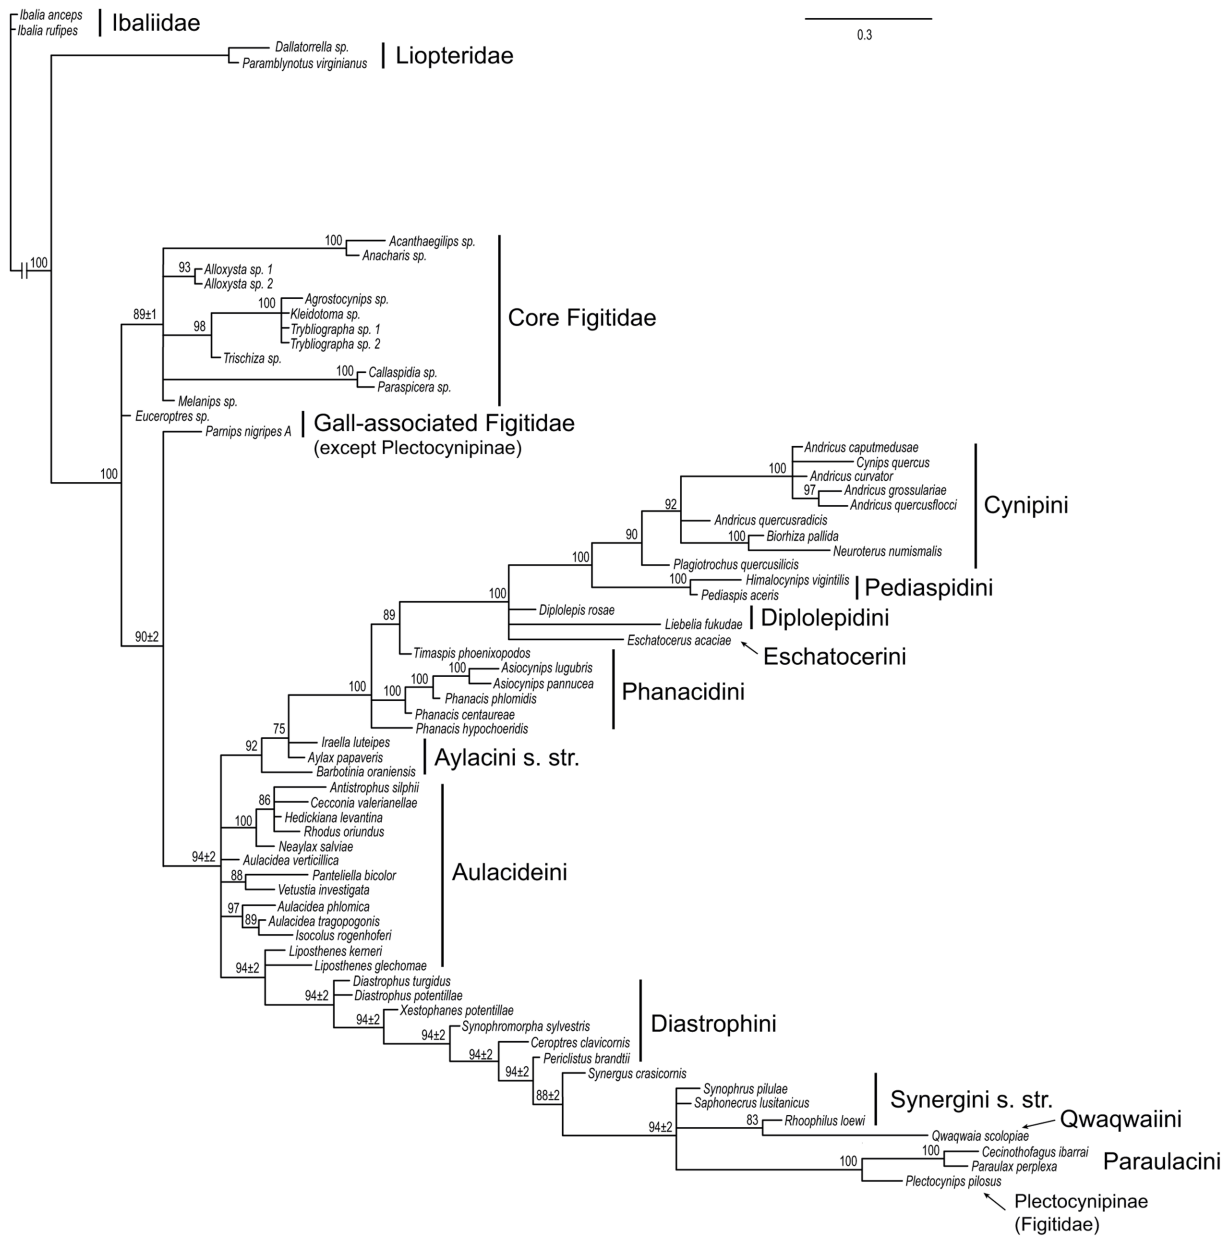 Ibalia anceps
Ibalia rufipes
Ibaliidae
0.3
Dallatorrella sp.
Paramblynotus virginianus
Liopteridae
100
100
Acanthaegilips sp.
Anacharis sp.
93
Alloxysta sp. 1
Alloxysta sp. 2
100
Agrostocynips sp.
Kleidotoma sp.
Trybliographa sp. 1
Trybliographa sp. 2
89±1
98
Trischiza sp.
Core Figitidae
100
Callaspidia sp.
Paraspicera sp.
Melanips sp.
Euceroptres sp.
Parnips nigripes A
Gall-associated Figitidae
(except Plectocynipinae)
100
Andricus caputmedusae
Cynips quercus
100
Andricus curvator
97
Andricus grossulariae
Andricus quercusflocci
92
Andricus quercusradicis
100
Biorhiza pallida
Neuroterus numismalis
90
Plagiotrochus quercusilicis
Cynipini
100
100
Himalocynips vigintilis
Pediaspis aceris
Pediaspidini
100
Diplolepis rosae
Liebelia fukudae
Diplolepidini
Eschatocerus acaciae
Eschatocerini
89
90±2
Timaspis phoenixopodos
100
Asiocynips lugubris
Asiocynips pannucea
100
Phanacis phlomidis
100
100
Phanacis centaureae
Phanacis hypochoeridis
Phanacidini
75
Iraella luteipes
92
Aylax papaveris
Barbotinia oraniensis
Aylacini s. str.
Antistrophus silphii
86
Cecconia valerianellae
Hedickiana levantina
100
Rhodus oriundus
Neaylax salviae
94±2
Aulacidea verticillica
88
Panteliella bicolor
Vetustia investigata
97
Aulacidea phlomica
89
Aulacidea tragopogonis
Isocolus rogenhoferi
Liposthenes kerneri
94±2
Liposthenes glechomae
Aulacideini
Diastrophus turgidus
94±2
Diastrophus potentillae
Xestophanes potentillae
94±2
Synophromorpha sylvestris
94±2
Ceroptres clavicornis
94±2
Periclistus brandtii
Diastrophini
94±2
Synergus crasicornis
88±2
Synophrus pilulae
Saphonecrus lusitanicus
83
Rhoophilus loewi
Synergini s. str.
94±2
Qwaqwaia scolopiae
Qwaqwaiini
100
Cecinothofagus ibarrai
100
Paraulax perplexa
Paraulacini
Plectocynips pilosus
Plectocynipinae
(Figitidae)